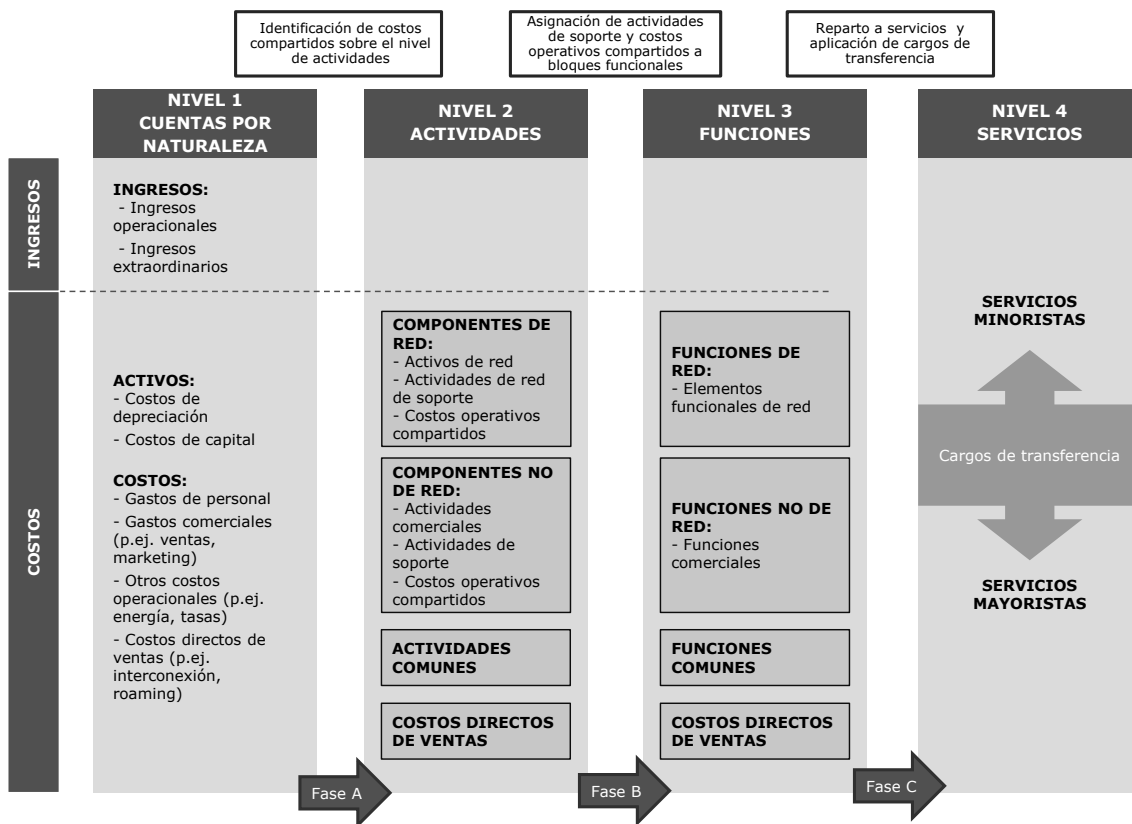 Identificación de costos
compartidos sobre el nivel
de actividades
Asignación de actividades
de soporte y costos
operativos compartidos a
bloques funcionales
Reparto a servicios y
aplicación de cargos de
transferencia
NIVEL 1
CUENTAS POR
NATURALEZA
NIVEL 2
ACTIVIDADES
NIVEL 3
FUNCIONES
NIVEL 4
SERVICIOS
INGRESOS
INGRESOS:
- Ingresos
operacionales
- Ingresos
extraordinarios
COSTOS
ACTIVOS:
- Costos de
depreciación
- Costos de capital
COSTOS:
- Gastos de personal
- Gastos comerciales
(p.ej. ventas,
marketing)
- Otros costos
operacionales (p.ej.
energía, tasas)
- Costos directos de
ventas (p.ej.
interconexión,
roaming)
COMPONENTES DE
RED:
- Activos de red
- Actividades de red
de soporte
- Costos operativos
compartidos
COMPONENTES NO
DE RED:
- Actividades
comerciales
- Actividades de
soporte
- Costos operativos
compartidos
ACTIVIDADES
COMUNES
COSTOS DIRECTOS
DE VENTAS
FUNCIONES DE
RED:
- Elementos
funcionales de red
FUNCIONES NO DE
RED:
- Funciones
comerciales
FUNCIONES
COMUNES
COSTOS DIRECTOS
DE VENTAS
SERVICIOS
MINORISTAS
Cargos de transferencia
SERVICIOS
MAYORISTAS
Fase A
Fase B
Fase C